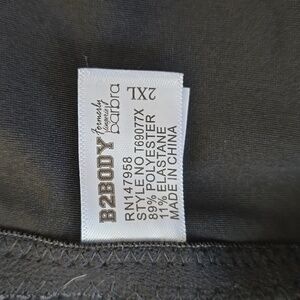 B2BODY
Formerly
barbra
RN147958
STYLE NO T69077X
89% POLYESTER
11% ELASTANE
MADE IN CHINA
2XL